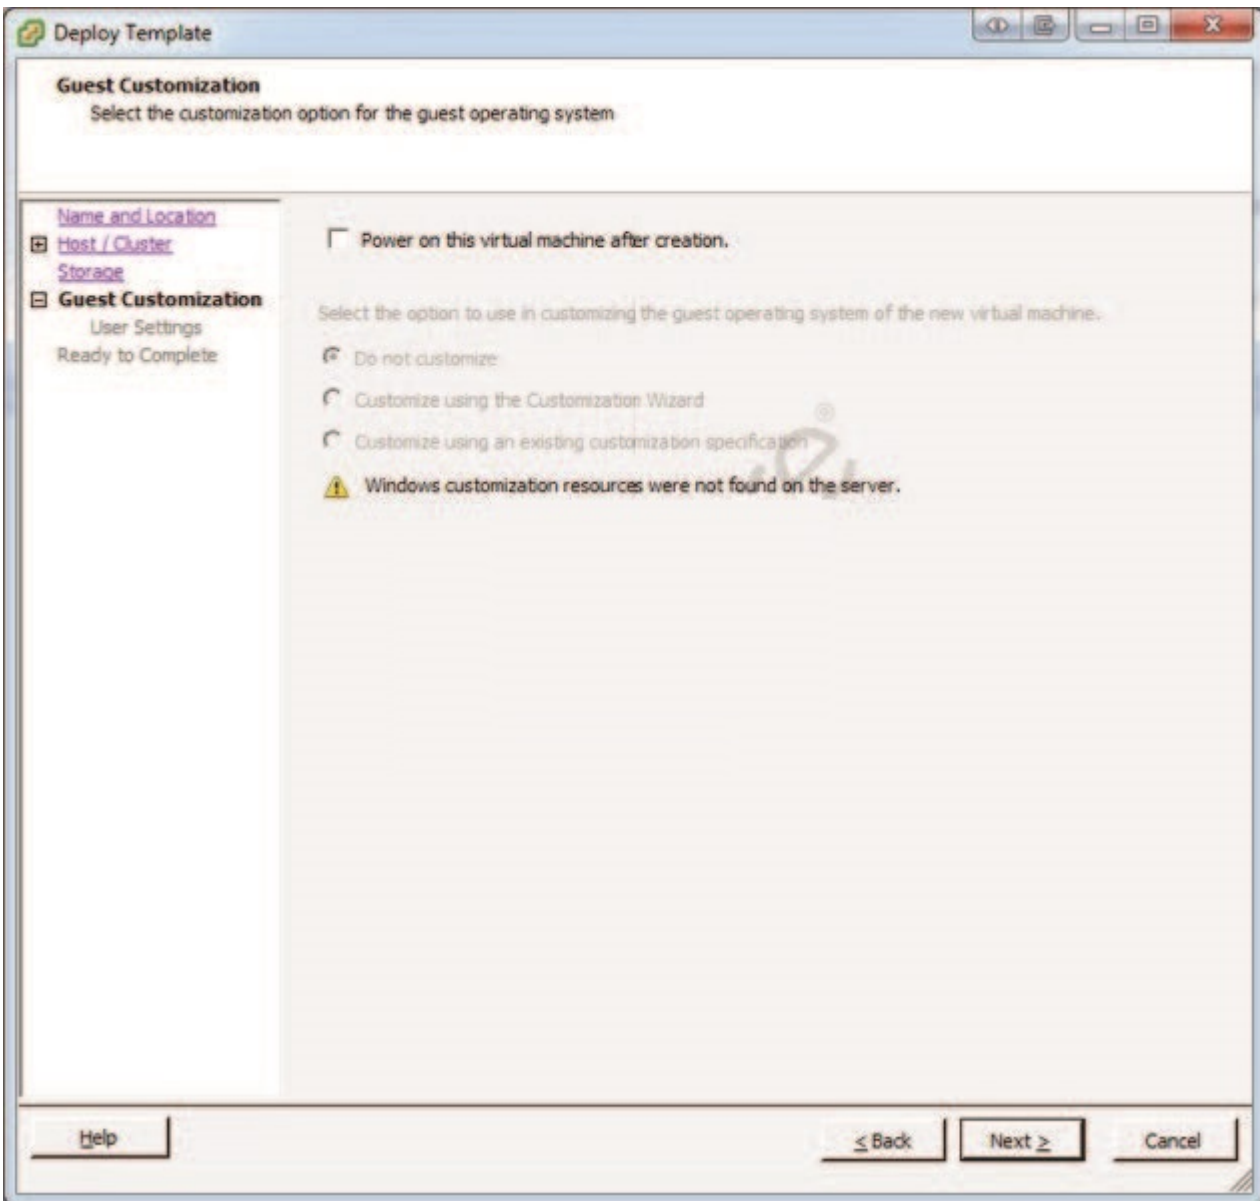 Deploy Template
Guest Customization
Select the customization option for the guest operating system
Name and Location
Host / Cluster
Storage
Guest Customization
User Settings
Ready to Complete
Power on this virtual machine after creation.
Select the option to use in customizing the guest operating system of the new virtual machine.
Do not customize
Customize using the Customization Wizard
Customize using an existing customization specification
Windows customization resources were not found on the server.
Help
< Back
Next >
Cancel